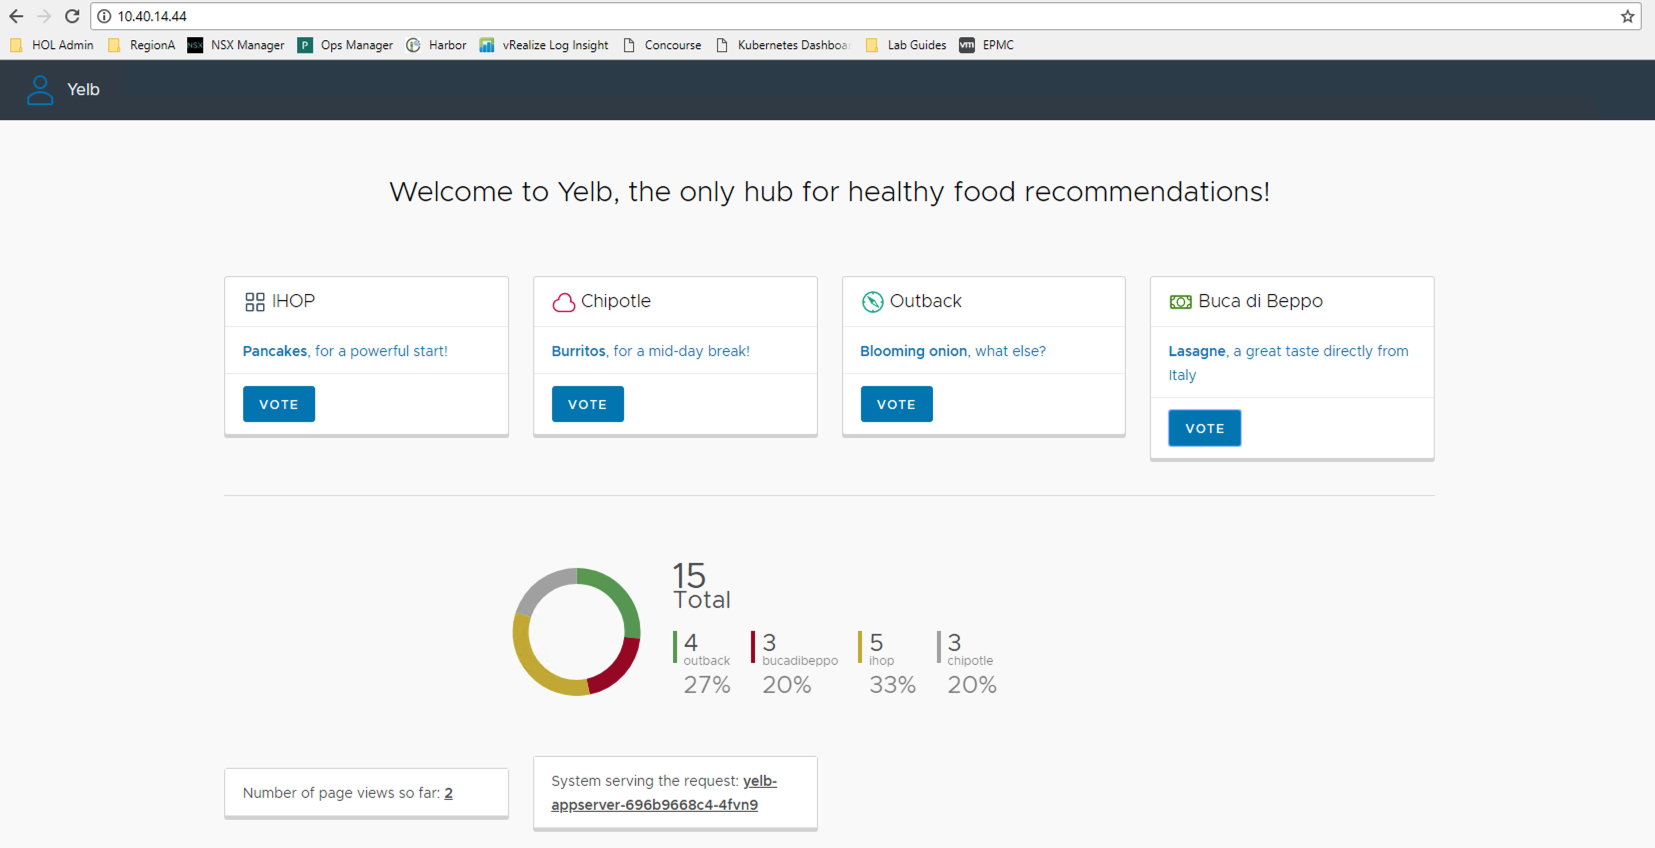 10.40.14.44
HOL Admin RegionA NSX Manager Ops Manager Harbor vRealize Log Insight Concourse Kubernetes Dashboa Lab Guides vm EPMC
Yelb
Welcome to Yelb, the only hub for healthy food recommendations!
IHOP
Pancakes, for a powerful start!
VOTE
Chipotle
Burritos, for a mid-day break!
VOTE
Outback
Blooming onion, what else?
VOTE
Buca di Beppo
Lasagne, a great taste directly from
Italy
VOTE
15
Total
4
outback
27%
3
bucadibeppo
20%
5
ihop
33%
3
chipotle
20%
Number of page views so far: 2
System serving the request: yelb-
appserver-696b9668c4-4fvn9